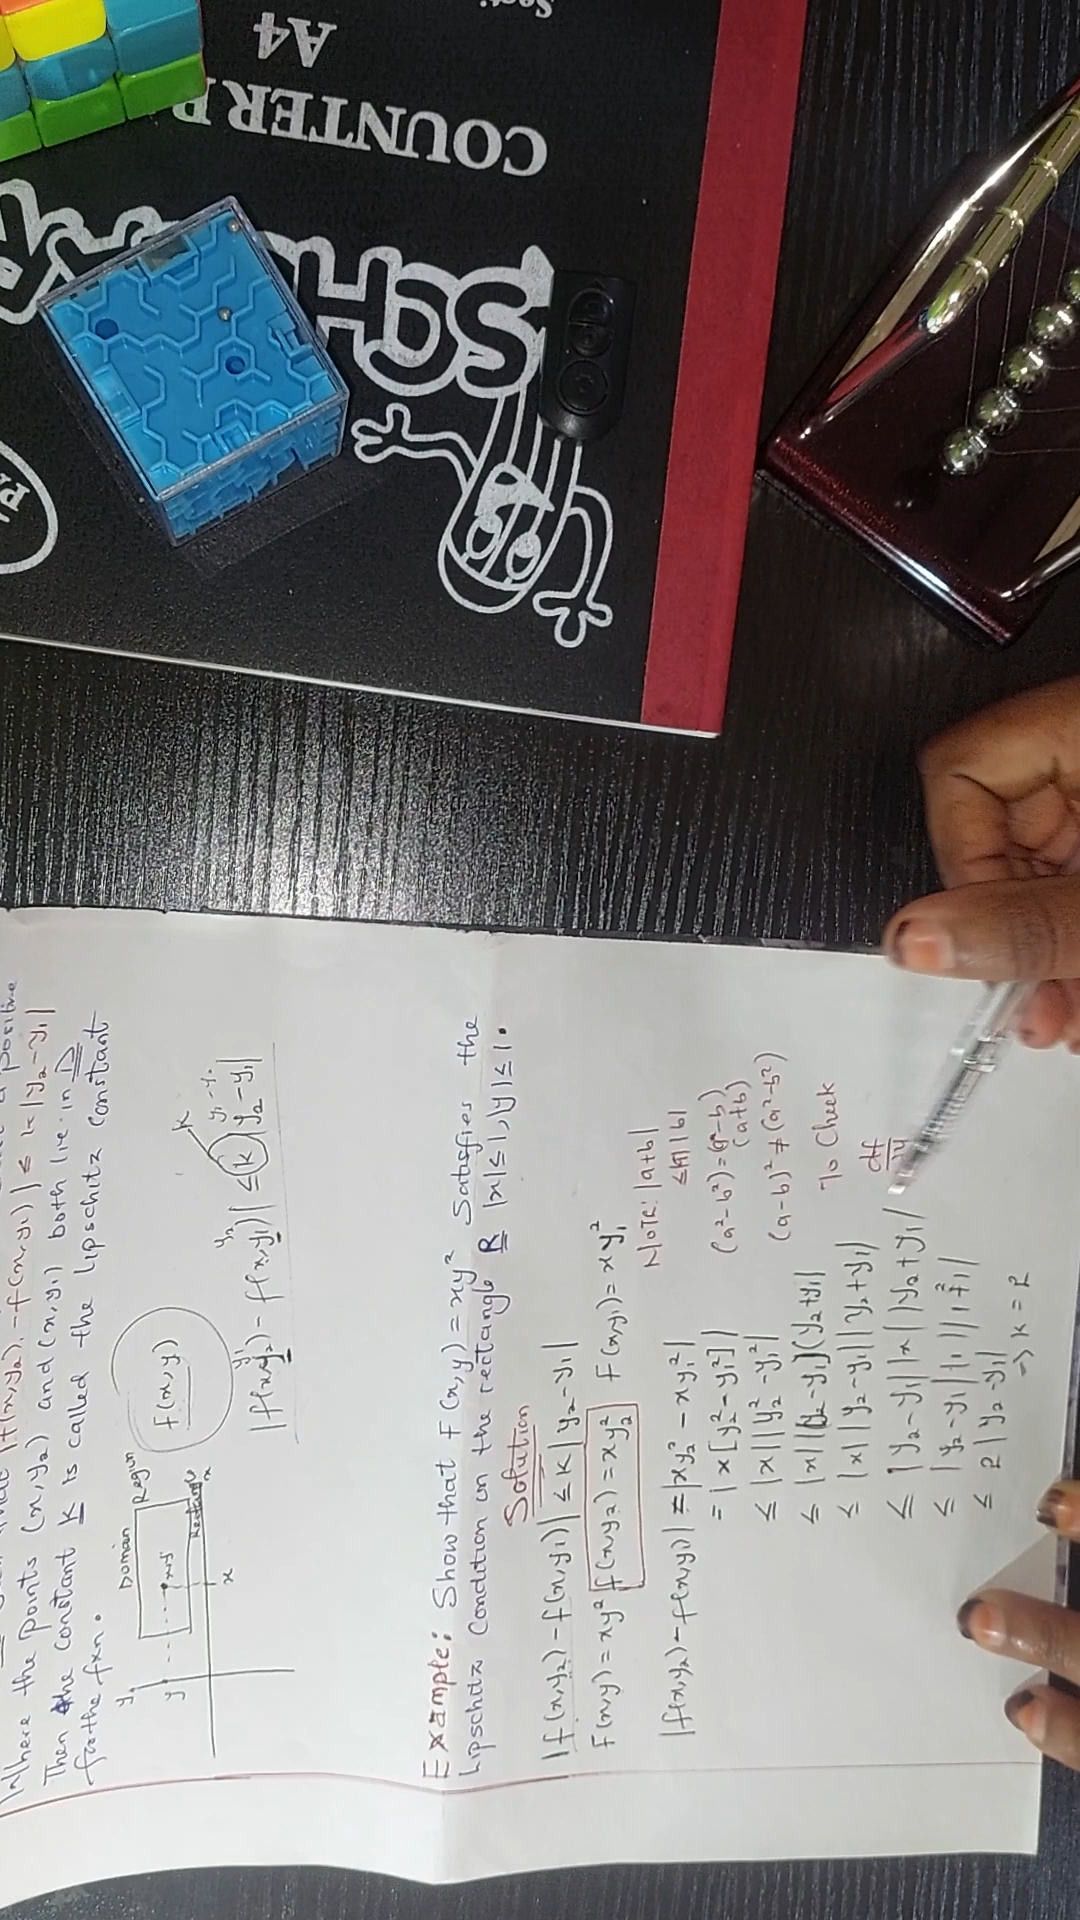 Where the points (x,y₂) and (x,y₁) both lie in D
Then the constant K is called the Lipschitz constant
for the fxn.
Domain
Region
Rectangle
y
y
x
x
x,y
f(x,y)
K
|f(x,y₂) - f(x,y₁)| ≤ K|y₂-y₁|
Example: Show that F(x,y) = xy² Satisfies the
Lipschitz Condition on the rectangle R |x|≤1, |y|≤1.
Solution
|f(x,y₂) - f(x,y₁)| ≤ K|y₂-y₁|
F(x,y) = xy² f(x,y₂) = xy₂² F(x,y₁) = xy₁²
|f(x,y₂) - f(x,y₁)| = |xy₂² - xy₁²|
= |x[y₂² - y₁²]|
≤ |x||y₂² - y₁²|
≤ |x||(y₂-y₁)(y₂+y₁)|
≤ |x||y₂-y₁||y₂+y₁|
≤ |y₂-y₁||x||y₂+y₁|
≤ |y₂-y₁||1||1+1|
≤ 2|y₂-y₁|
→ K = 2
Note: |a+b|
≤|a||b|
(a²-b²)=(a-b)
(a+b)
(a-b)² ≠ (a²-b²)
To Check
df
COUNTER
A4
SCH